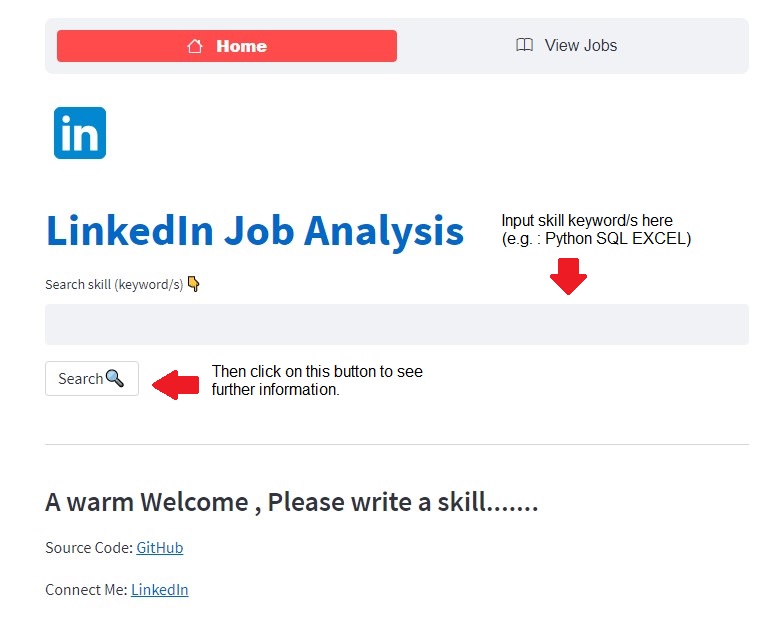 Home
View Jobs
in
LinkedIn Job Analysis
Input skill keyword/s here
(e.g. : Python SQL EXCEL)
Search skill (keyword/s)
Search
Then click on this button to see
further information.
A warm Welcome , Please write a skill.......
Source Code: GitHub
Connect Me: LinkedIn